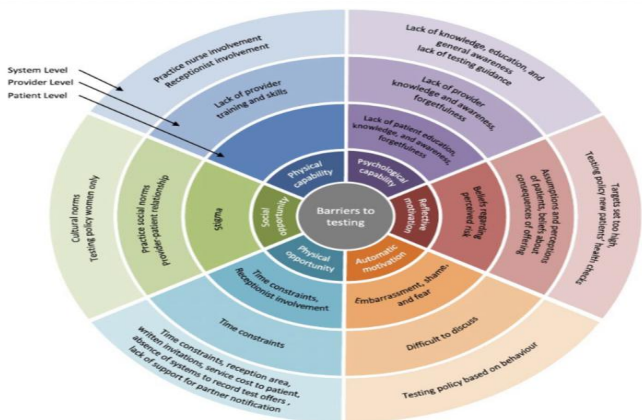 System Level
Provider Level
Patient Level
Practice nurse involvement
Receptionist involvement
Lack of provider
training and skills
Physical
capability
Lack of knowledge, education, and
general awareness
lack of testing guidance
Lack of provider
knowledge and awareness,
forgetfulness
Lack of patient education,
knowledge, and awareness,
forgetfulness
Psychological
capability
Targets set too high,
Testing policy new patients' health checks
Assumptions and perceptions
of patients, beliefs about
consequences of offering
Beliefs regarding
perceived risk
Reflective
motivation
Barriers to
testing
Cultural norms
Testing policy women only
Practice social norms
Provider-patient relationship
Stigma
Social
opportunity
Physical
opportunity
Time constraints,
Receptionist involvement
Time constraints
Time constraints, reception area,
written invitations, service cost to patient,
absence of systems to record test offers,
lack of support for partner notification
Automatic
motivation
Embarrassment, shame,
and fear
Difficult to discuss
Testing policy based on behaviour